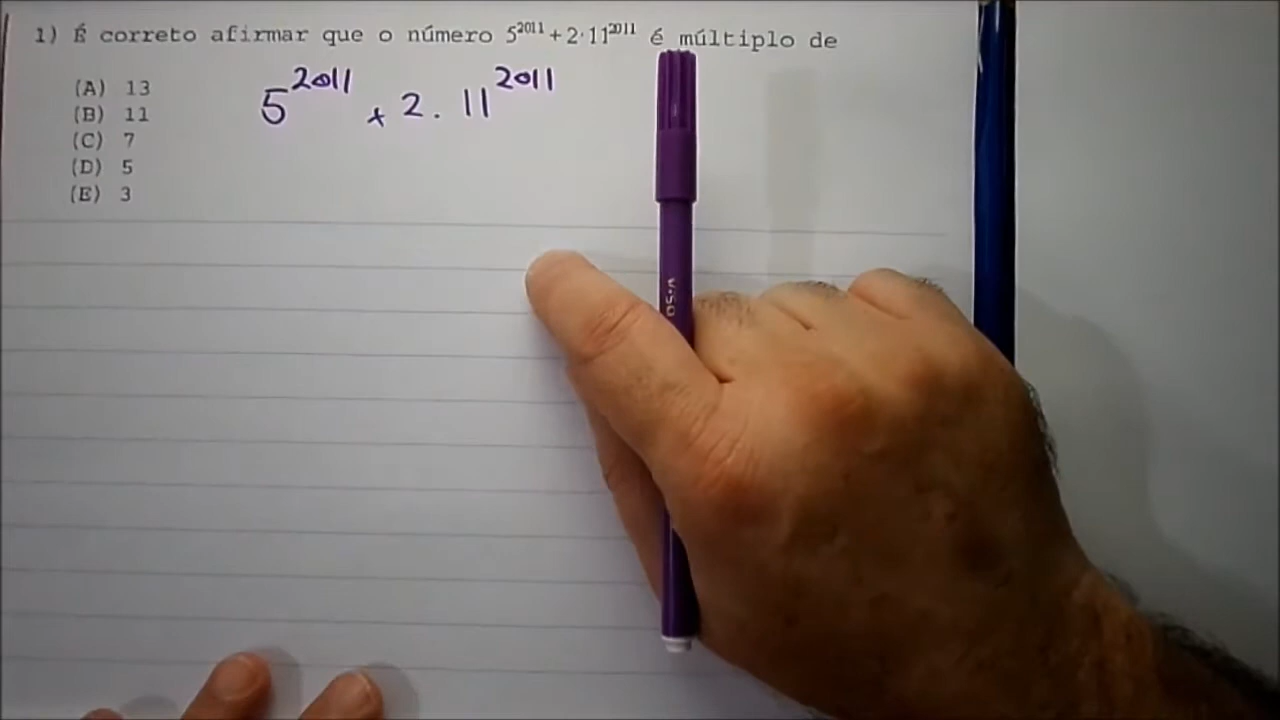 1) É correto afirmar que o número 5²⁰¹¹ + 2·11²⁰¹¹ é múltiplo de
(A) 13
(B) 11
(C) 7
(D) 5
(E) 3
5²⁰¹¹ + 2 . 11²⁰¹¹